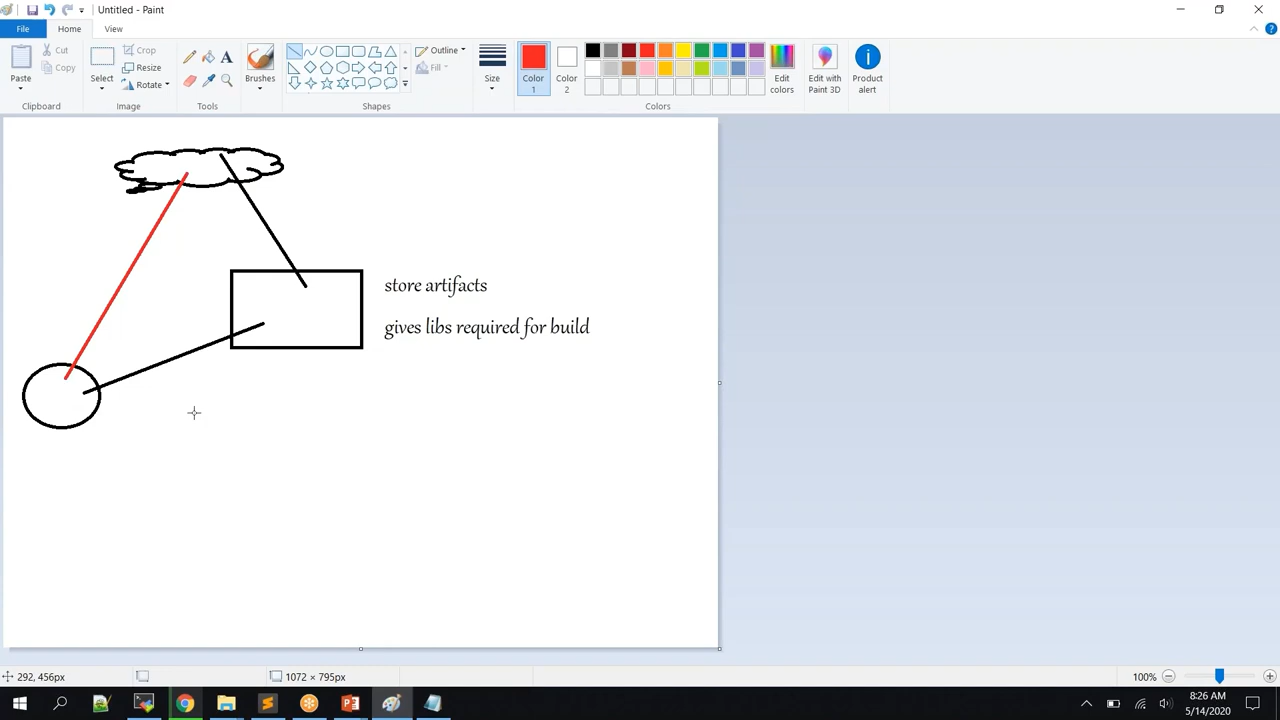 Untitled - Paint
File
Home
View
Paste
Cut
Copy
Clipboard
Select
Crop
Resize
Rotate
Image
Tools
Brushes
Shapes
Outline
Fill
Size
Color
1
Color
2
Edit
colors
Colors
Edit with
Paint 3D
Product
alert
store artifacts
gives libs required for build
292, 456px
1072 × 795px
100%
8:26 AM
5/14/2020